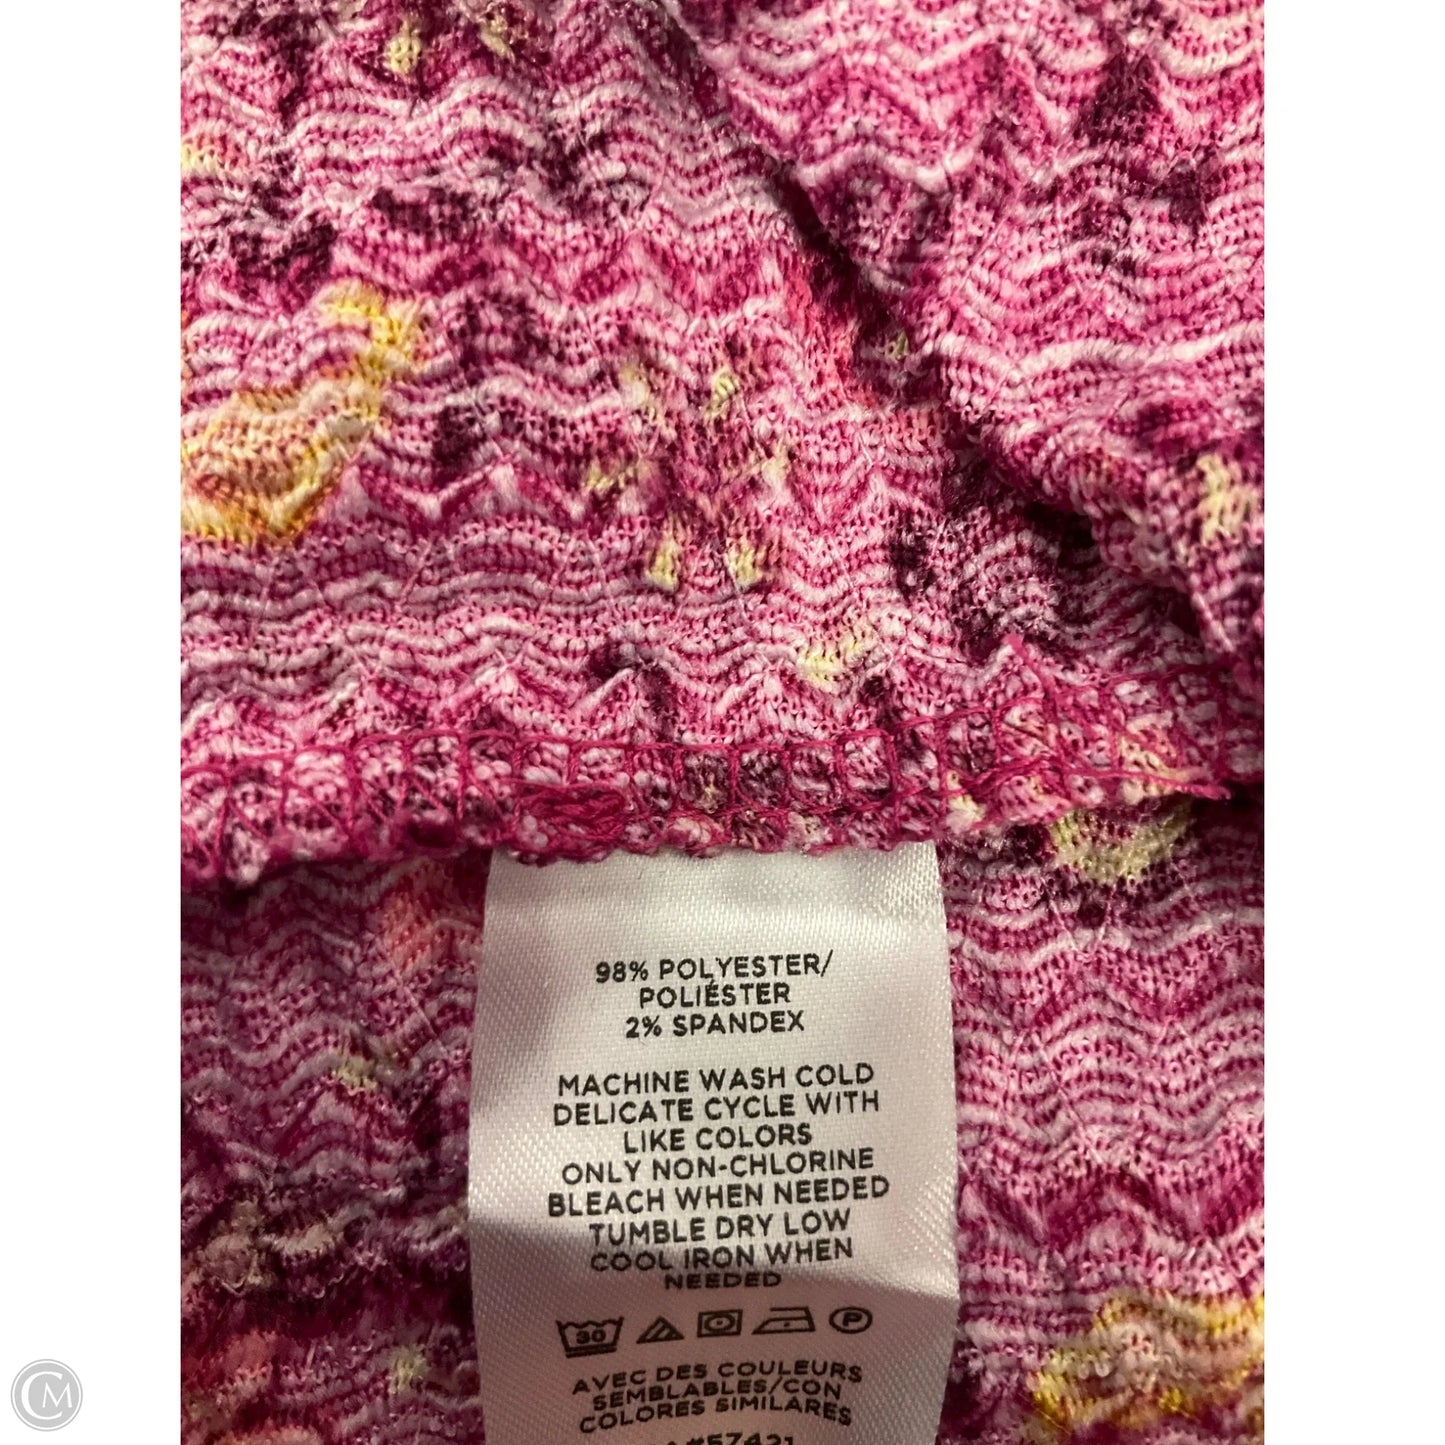 98% POLYESTER/
POLIÉSTER
2% SPANDEX
MACHINE WASH COLD
DELICATE CYCLE WITH
LIKE COLORS
ONLY NON-CHLORINE
BLEACH WHEN NEEDED
TUMBLE DRY LOW
COOL IRON WHEN
NEEDED
30 P
AVEC DES COULEURS
SEMBLABLES/CON
COLORES SIMILARES
CM